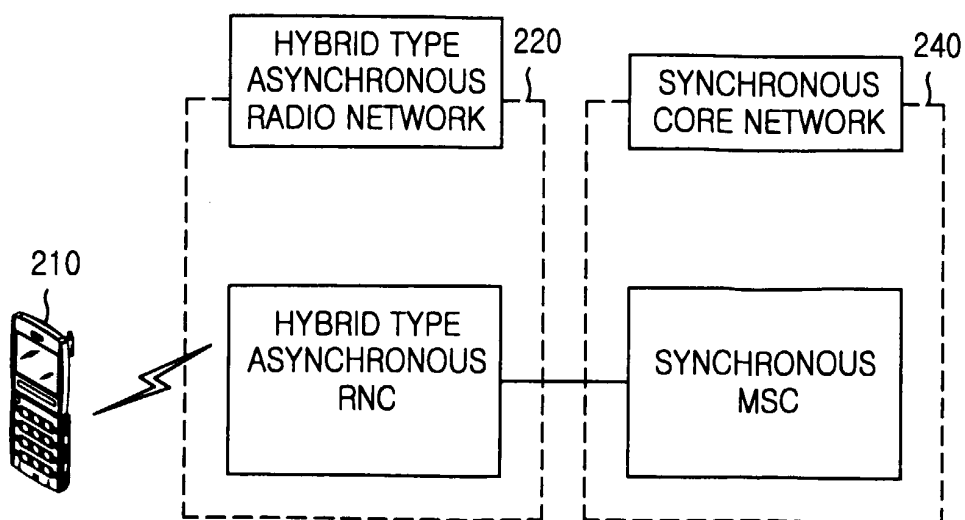 HYBRID TYPE
ASYNCHRONOUS
RADIO NETWORK
220
SYNCHRONOUS
CORE NETWORK
240
210
HYBRID TYPE
ASYNCHRONOUS
RNC
SYNCHRONOUS
MSC